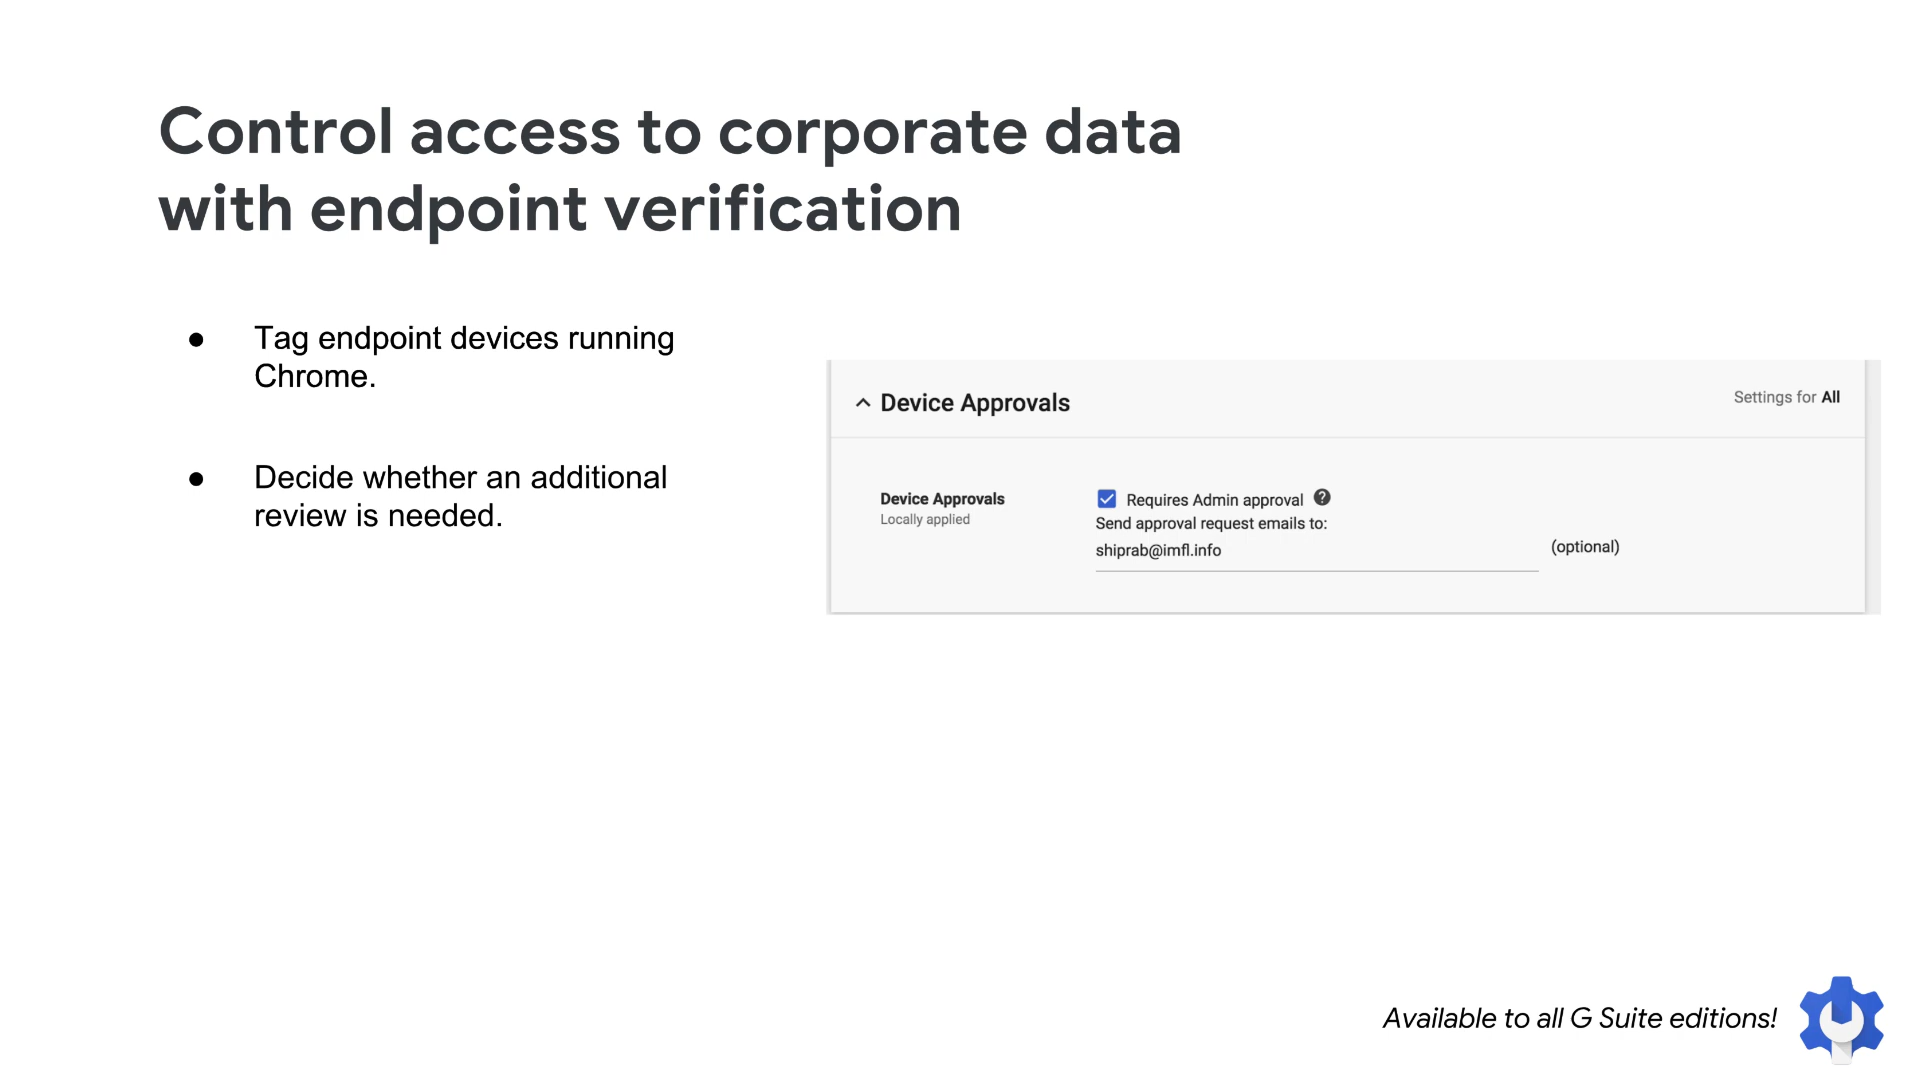 Control access to corporate data
with endpoint verification
● Tag endpoint devices running
Chrome.
● Decide whether an additional
review is needed.
Device Approvals
Settings for All
Device Approvals
Locally applied
Requires Admin approval
Send approval request emails to:
shiprab@imfl.info
(optional)
Available to all G Suite editions!